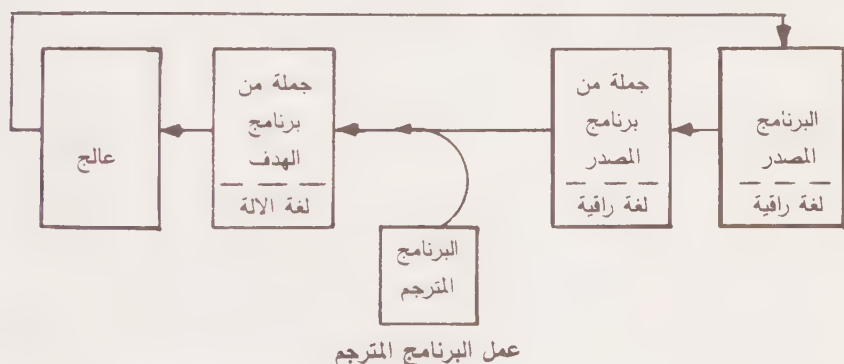 البرنامج
المصدر
لغة راقية
جملة من
برنامج
المصدر
لغة راقية
جملة من
برنامج
الهدف
لغة الالة
عالج
البرنامج
المترجم
عمل البرنامج المترجم